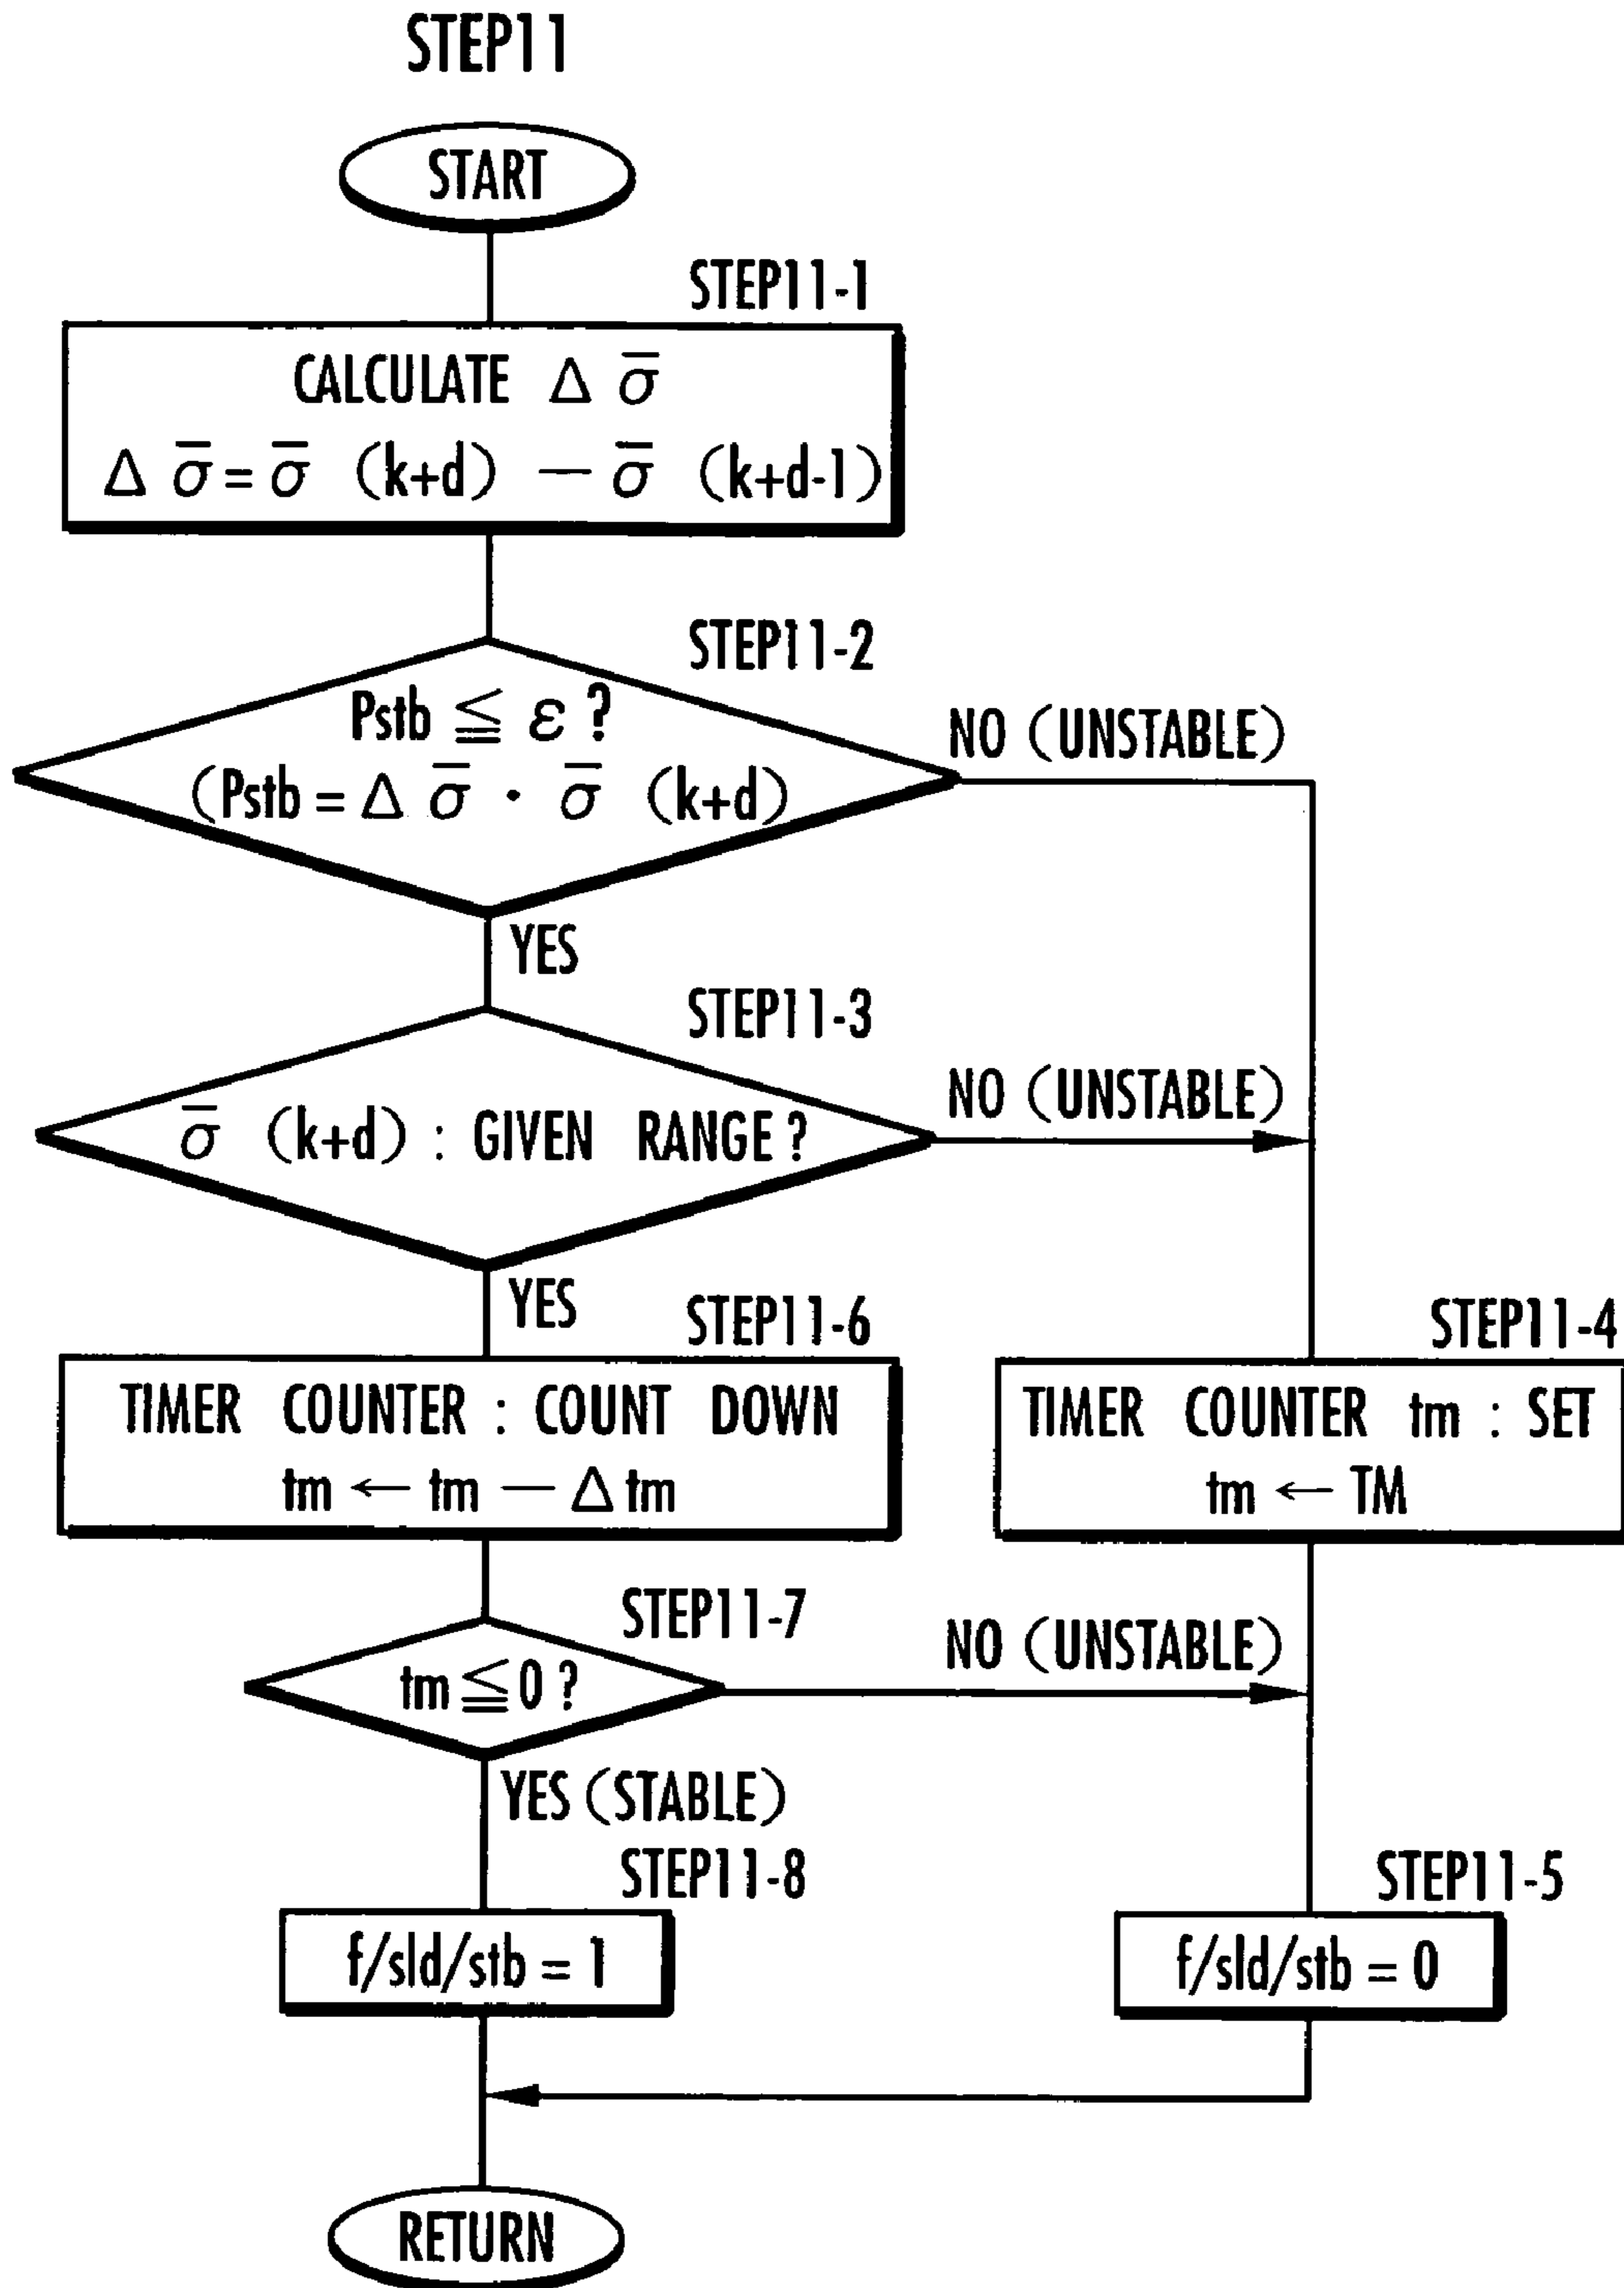 STEP11
START
STEP11-1
CALCULATE Δ σ̅
Δ σ̅ = σ̅ (k+d) — σ̅ (k+d-1)
STEP11-2
Pstb ≦ ε ?
(Pstb = Δ σ̅ · σ̅ (k+d)
NO (UNSTABLE)
YES
STEP11-3
σ̅ (k+d) : GIVEN RANGE ?
NO (UNSTABLE)
YES
STEP11-6
TIMER COUNTER : COUNT DOWN
tm ← tm — Δ tm
STEP11-4
TIMER COUNTER tm : SET
tm ← TM
STEP11-7
tm ≦ 0 ?
NO (UNSTABLE)
YES (STABLE)
STEP11-8
f/sld/stb = 1
STEP11-5
f/sld/stb = 0
RETURN